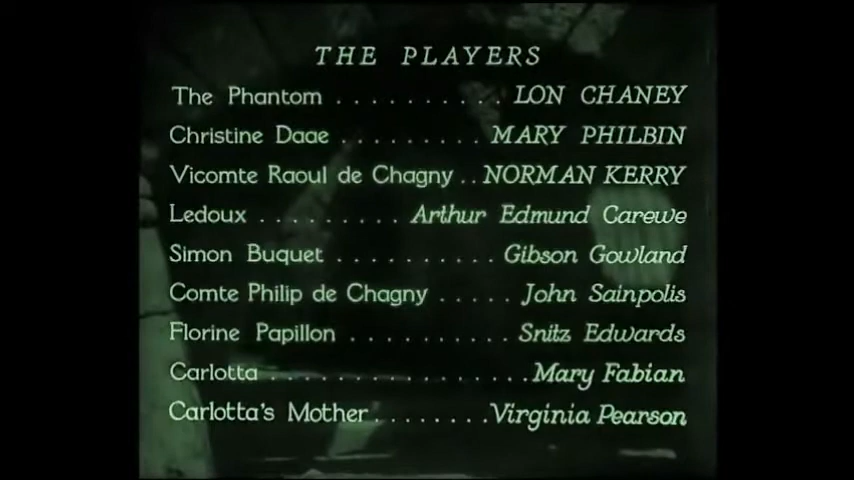 THE PLAYERS
The Phantom . . . . . . . . . . LON CHANEY
Christine Daae . . . . . . . . . MARY PHILBIN
Vicomte Raoul de Chagny . . NORMAN KERRY
Ledoux . . . . . . . . . Arthur Edmund Carewe
Simon Buquet . . . . . . . . . . Gibson Gowland
Comte Philip de Chagny . . . . . John Sainpolis
Florine Papillon . . . . . . . . . . Snitz Edwards
Carlotta . . . . . . . . . . . . . . . . Mary Fabian
Carlotta's Mother . . . . . . . . Virginia Pearson